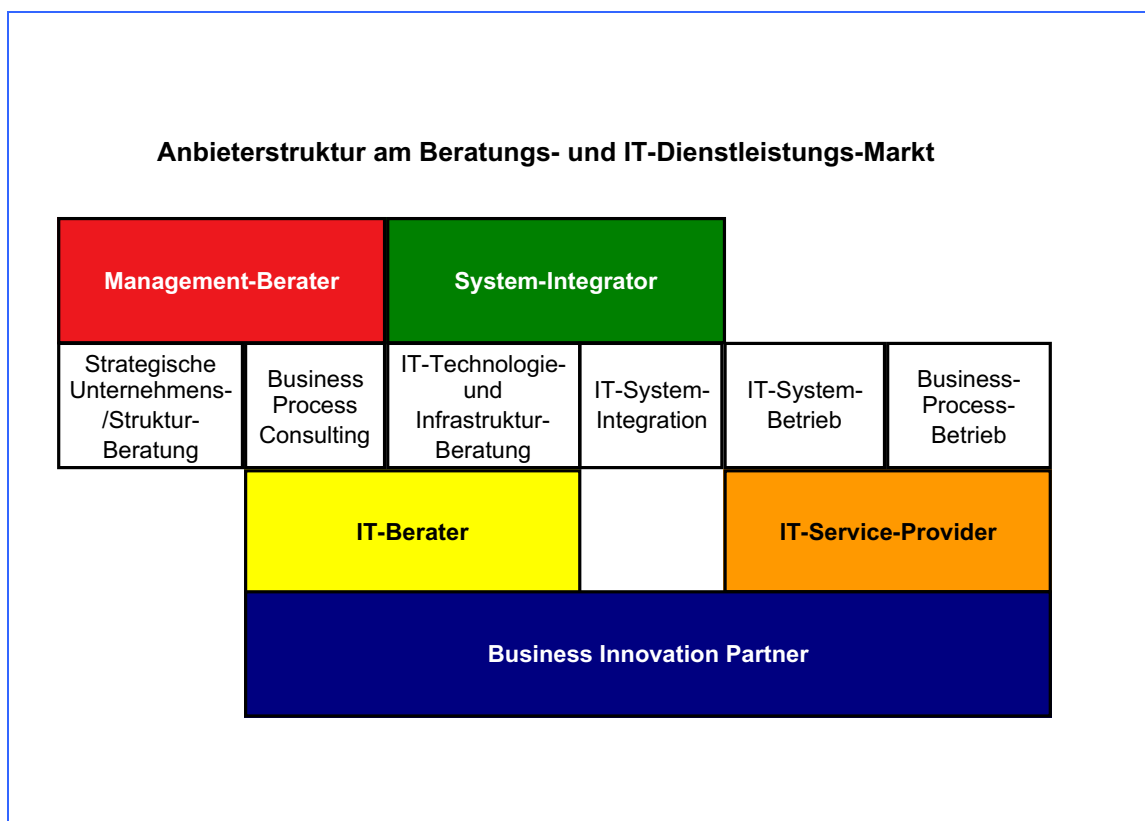 Anbieterstruktur am Beratungs- und IT-Dienstleistungs-Markt
Management-Berater
System-Integrator
Strategische
Unternehmens-
/Struktur-
Beratung
Business
Process
Consulting
IT-Technologie-
und
Infrastruktur-
Beratung
IT-System-
Integration
IT-System-
Betrieb
Business-
Process-
Betrieb
IT-Berater
IT-Service-Provider
Business Innovation Partner